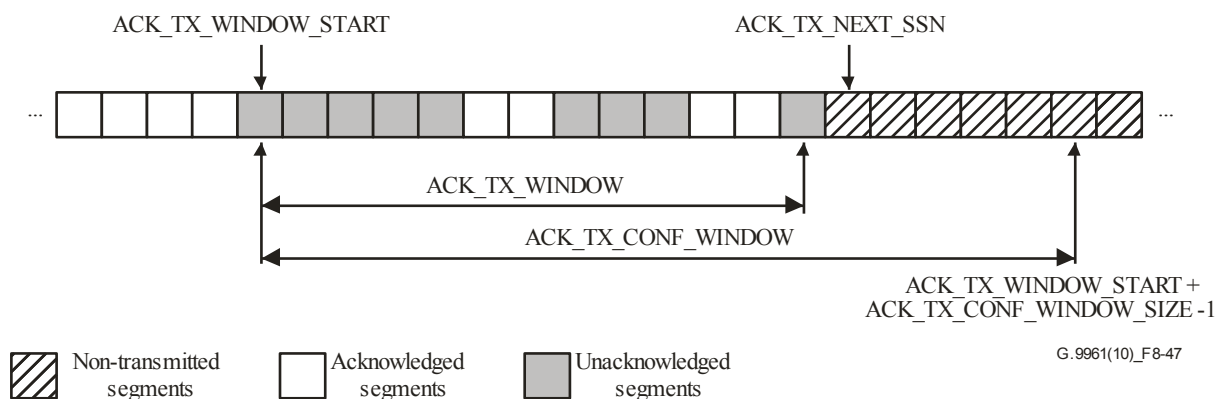 ACK_TX_WINDOW_START
ACK_TX_NEXT_SSN
...
...
ACK_TX_WINDOW
ACK_TX_CONF_WINDOW
ACK_TX_WINDOW_START +
ACK_TX_CONF_WINDOW_SIZE -1
G.9961(10)_F8-47
Non-transmitted
segments
Acknowledged
segments
Unacknowledged
segments